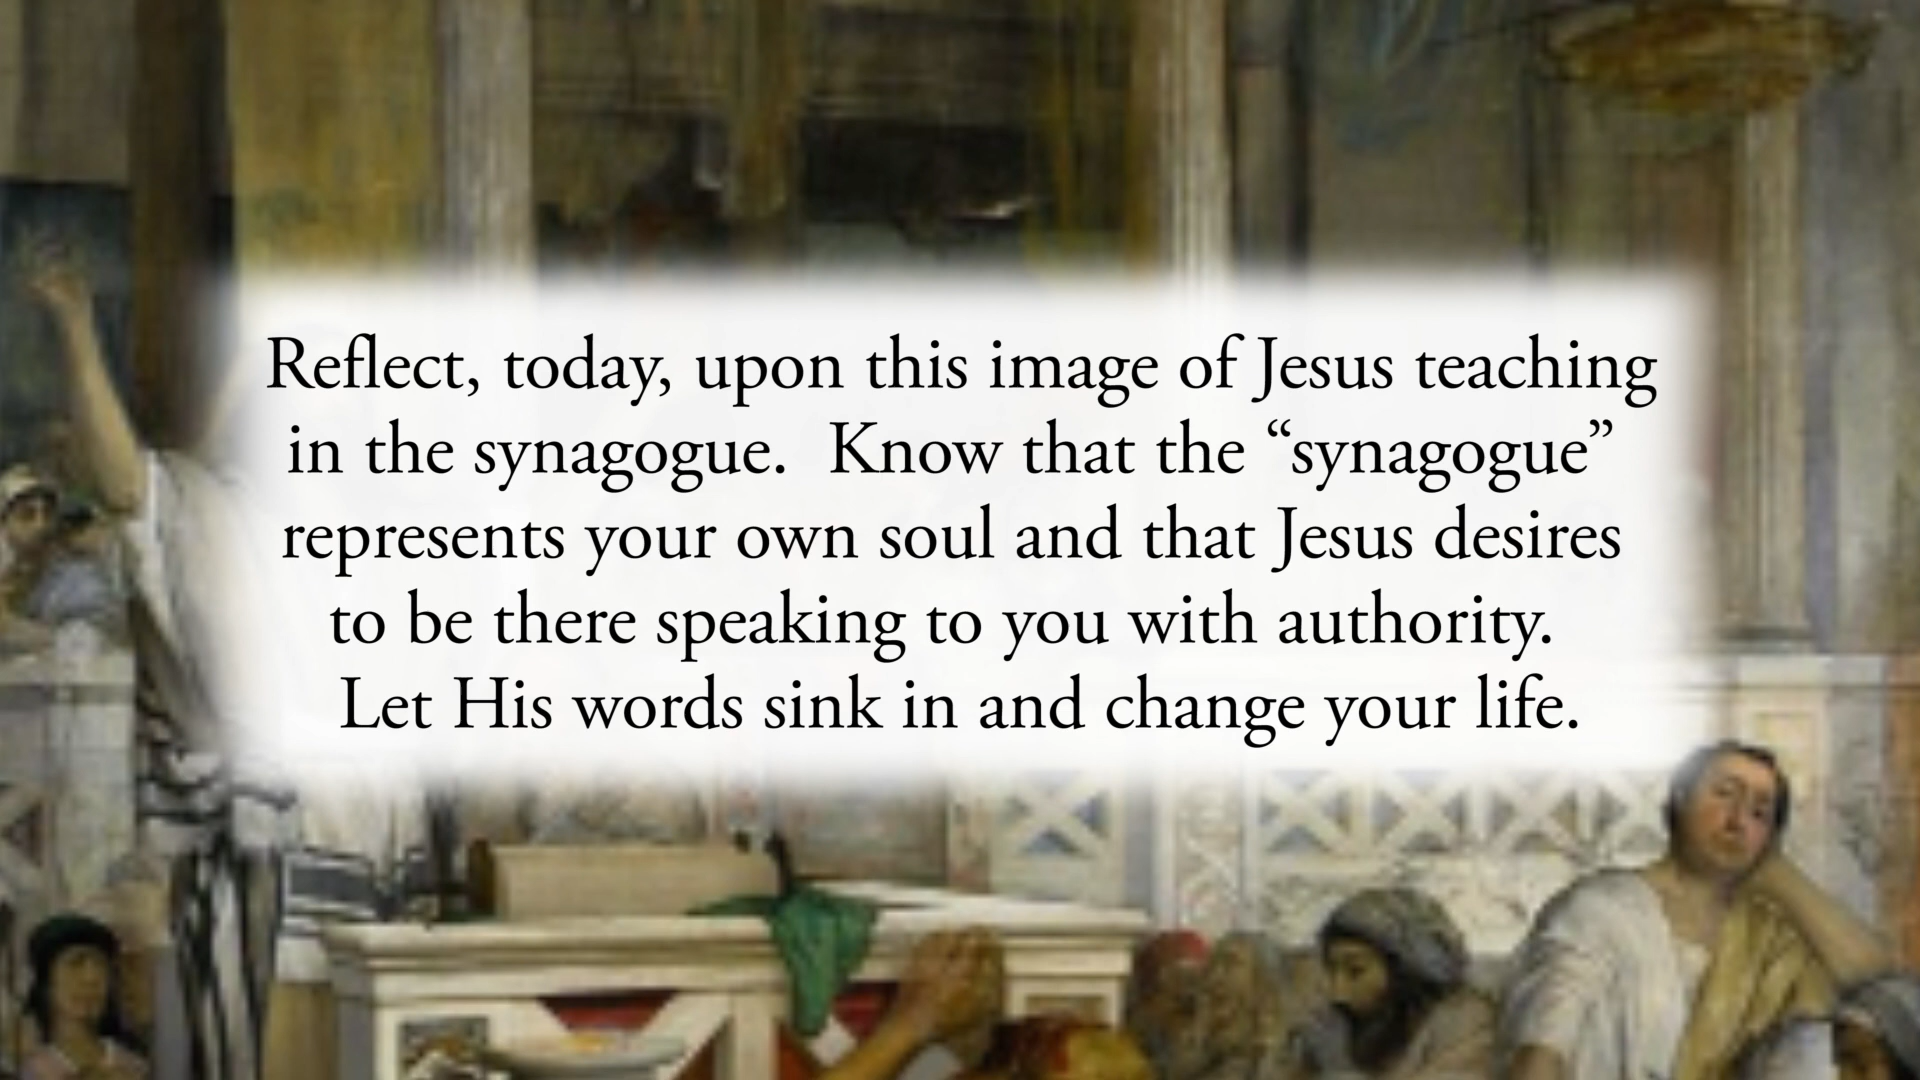 Reflect, today, upon this image of Jesus teaching
in the synagogue.  Know that the “synagogue”
represents your own soul and that Jesus desires
to be there speaking to you with authority.
Let His words sink in and change your life.